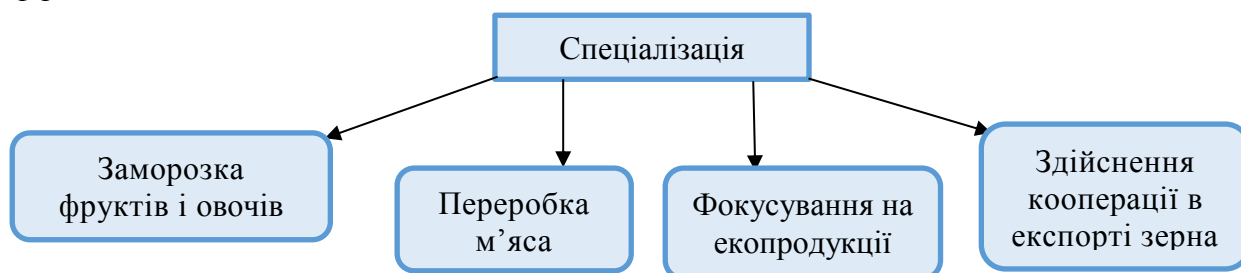 Спеціалізація
Заморозка
фруктів і овочів
Переробка
м’яса
Фокусування на
екопродукції
Здійснення
кооперації в
експорті зерна